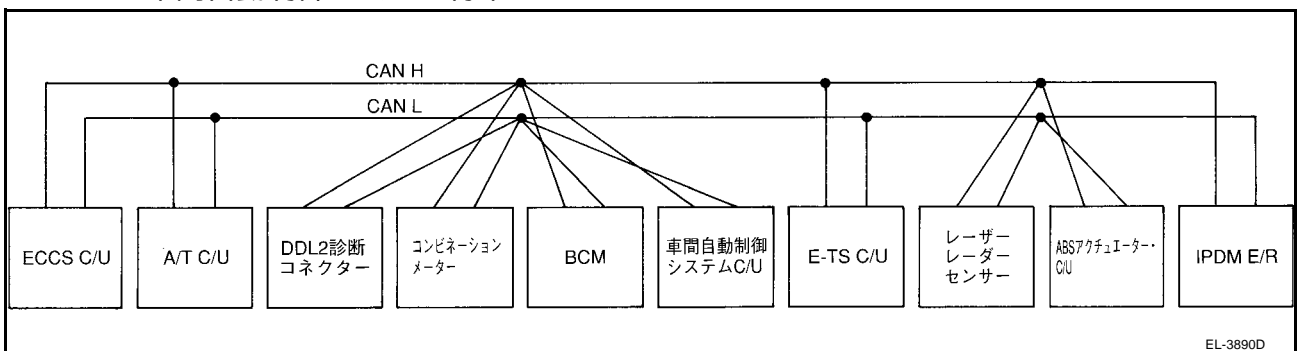 CAN H
CAN L
ECCS C/U
A/T C/U
DDL2診断
コネクター
コンビネーション
メーター
BCM
車間自動制御
システムC/U
E-TS C/U
レーザー
レーダー
センサー
ABSアクチュエーター・
C/U
IPDM E/R
EL-3890D